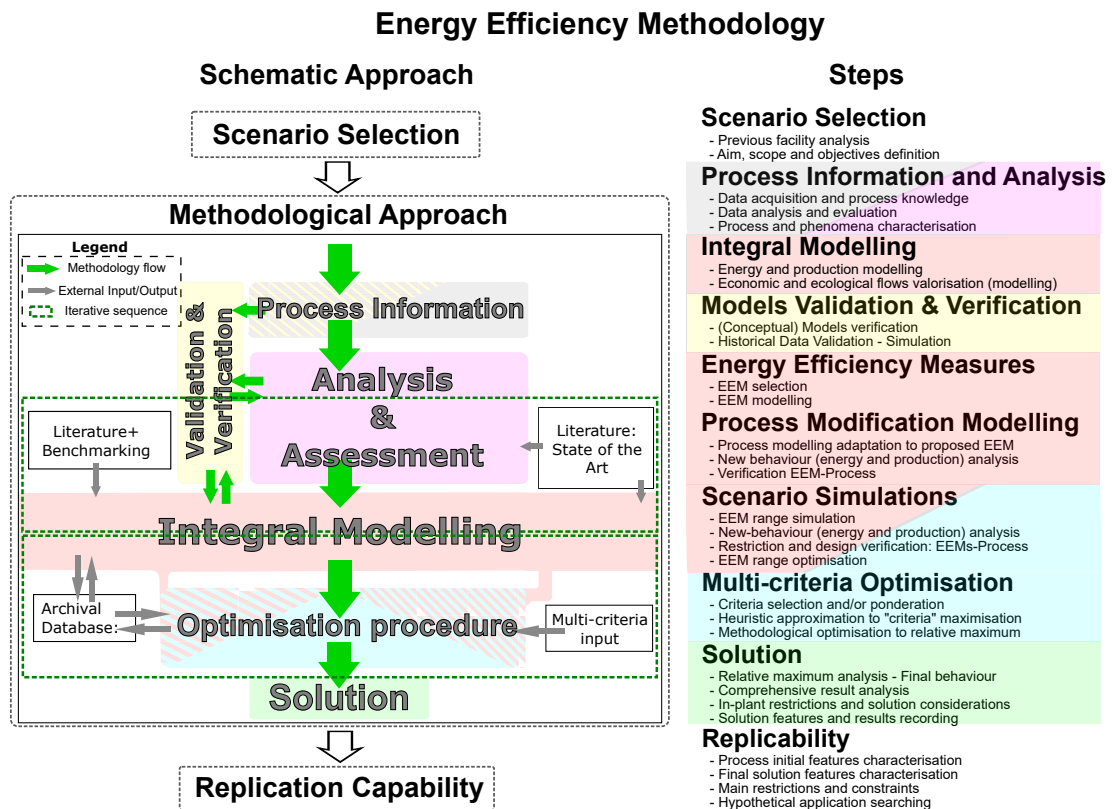 Energy Efficiency Methodology
Schematic Approach
Scenario Selection
Methodological Approach
Legend
Methodology flow
External Input/Output
Iterative sequence
Process Information
Validation &
Verification
Analysis
&
Assessment
Literature+
Benchmarking
Literature:
State of the
Art
Integral Modelling
Archival
Database:
Optimisation procedure
Multi-criteria
input
Solution
Replication Capability
Steps
Scenario Selection
- Previous facility analysis
- Aim, scope and objectives definition
Process Information and Analysis
- Data acquisition and process knowledge
- Data analysis and evaluation
- Process and phenomena characterisation
Integral Modelling
- Energy and production modelling
- Economic and ecological flows valorisation (modelling)
Models Validation & Verification
- (Conceptual) Models verification
- Historical Data Validation - Simulation
Energy Efficiency Measures
- EEM selection
- EEM modelling
Process Modification Modelling
- Process modelling adaptation to proposed EEM
- New behaviour (energy and production) analysis
- Verification EEM-Process
Scenario Simulations
- EEM range simulation
- New-behaviour (energy and production) analysis
- Restriction and design verification: EEMs-Process
- EEM range optimisation
Multi-criteria Optimisation
- Criteria selection and/or ponderation
- Heuristic approximation to "criteria" maximisation
- Methodological optimisation to relative maximum
Solution
- Relative maximum analysis - Final behaviour
- Comprehensive result analysis
- In-plant restrictions and solution considerations
- Solution features and results recording
Replicability
- Process initial features characterisation
- Final solution features characterisation
- Main restrictions and constraints
- Hypothetical application searching